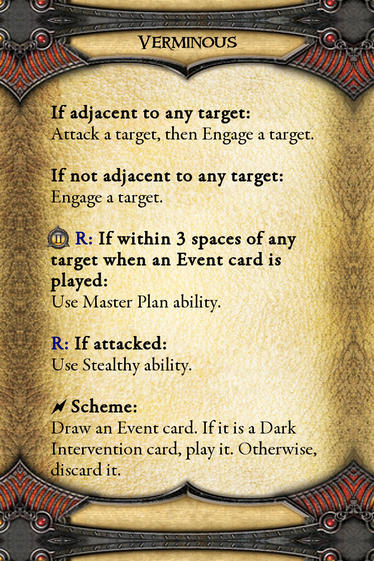 Verminous
If adjacent to any target:
Attack a target, then Engage a target.
If not adjacent to any target:
Engage a target.
II R: If within 3 spaces of any
target when an Event card is
played:
Use Master Plan ability.
R: If attacked:
Use Stealthy ability.
Scheme:
Draw an Event card. If it is a Dark
Intervention card, play it. Otherwise,
discard it.